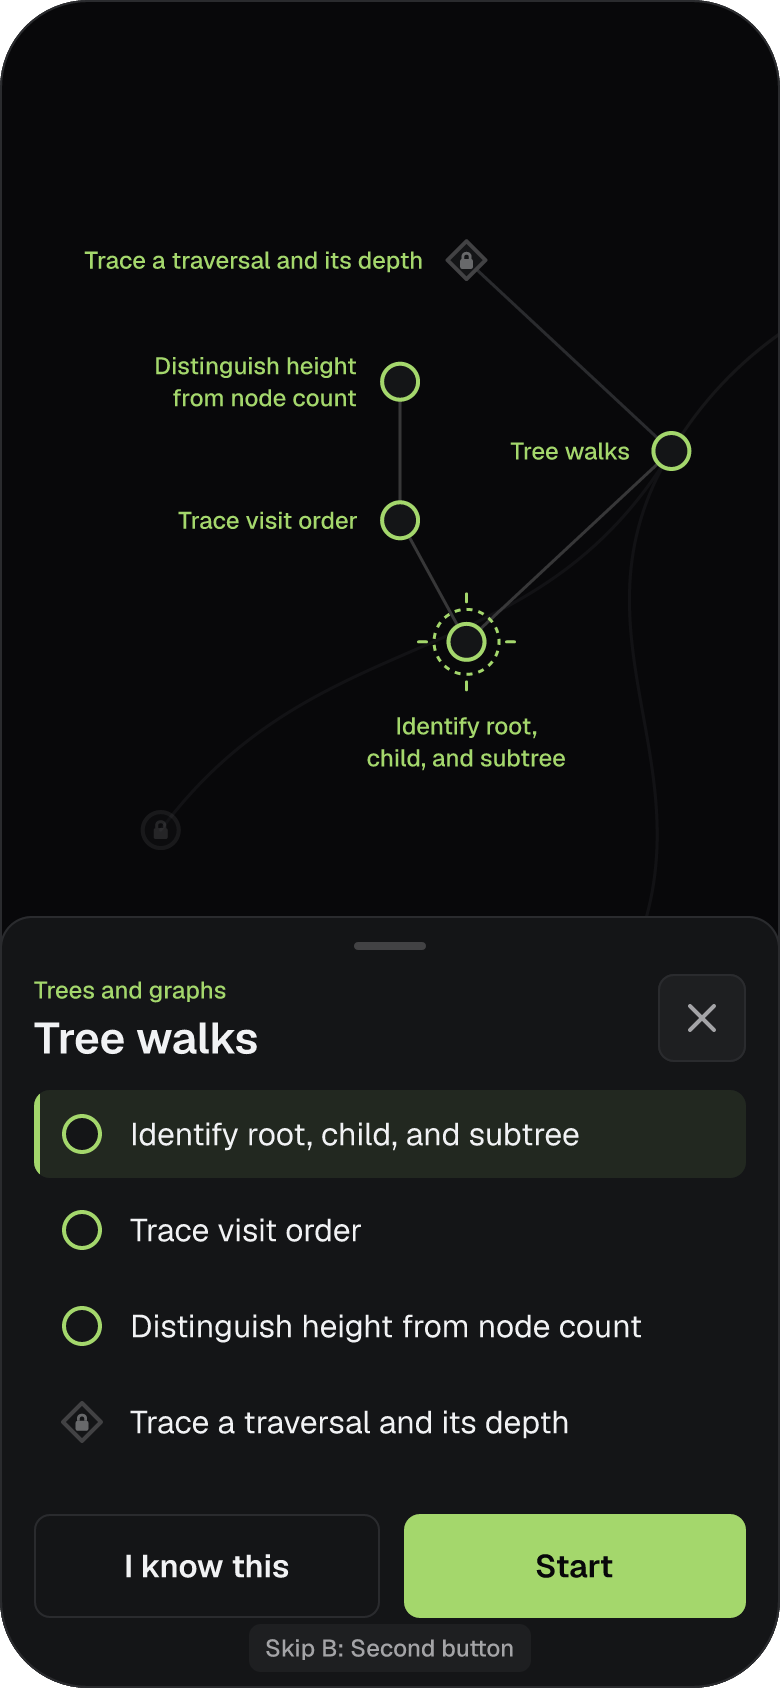 Trace a traversal and its depth
Distinguish height
from node count
Tree walks
Trace visit order
Identify root,
child, and subtree
Trees and graphs
Tree walks
Identify root, child, and subtree
Trace visit order
Distinguish height from node count
Trace a traversal and its depth
I know this
Start
Skip B: Second button